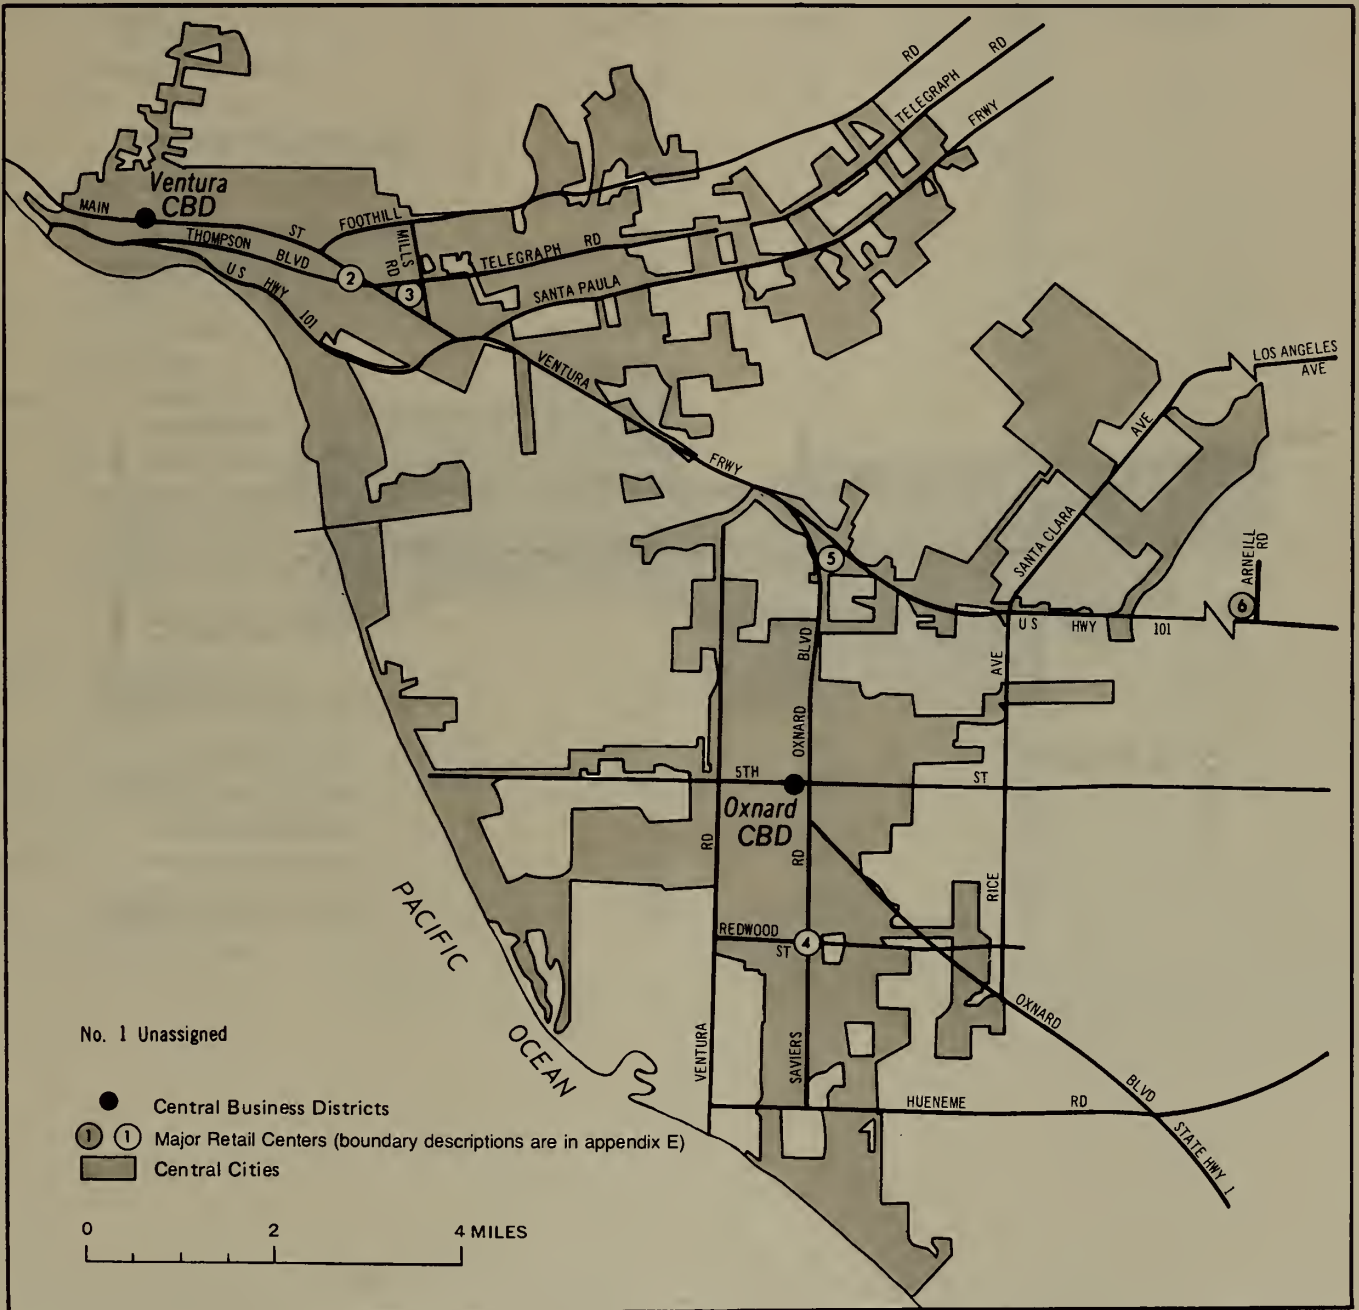 RD
TELEGRAPH RD
FRWY
Ventura
CBD
MAIN ST
FOOTHILL
MILLS
RD
THOMPSON BLVD
TELEGRAPH RD
US HWY 101
2
3
SANTA PAULA
VENTURA FRWY
LOS ANGELES
AVE
SANTA CLARA AVE
ARNEILL
RD
5
6
US HWY 101
BLVD
AVE
OXNARD
5TH ST
Oxnard
CBD
RD
RD
RICE
REDWOOD
ST
4
PACIFIC
OCEAN
OXNARD BLVD
VENTURA
SAVIERS
HUENEME RD
STATE HWY 1
No. 1 Unassigned
Central Business Districts
1 1 Major Retail Centers (boundary descriptions are in appendix E)
Central Cities
0 2 4 MILES